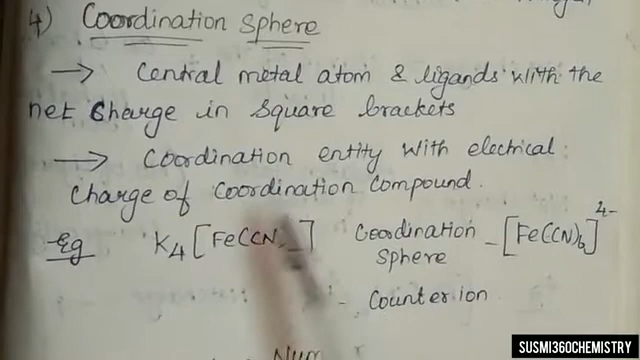 4) Coordination Sphere
→ Central metal atom & ligands with the
net charge in square brackets
→ Coordination entity with electrical
charge of coordination compound.
Eg K4[Fe(CN)_] Coordination Sphere - [Fe(CN)6]4-
- Counter ion
SUSMI360CHEMISTRY